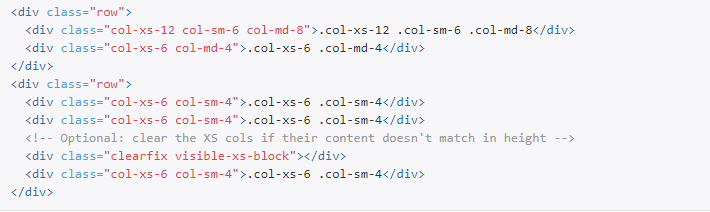 <div class="row">
  <div class="col-xs-12 col-sm-6 col-md-8">.col-xs-12 .col-sm-6 .col-md-8</div>
  <div class="col-xs-6 col-md-4">.col-xs-6 .col-md-4</div>
</div>
<div class="row">
  <div class="col-xs-6 col-sm-4">.col-xs-6 .col-sm-4</div>
  <div class="col-xs-6 col-sm-4">.col-xs-6 .col-sm-4</div>
  <!-- Optional: clear the XS cols if their content doesn't match in height -->
  <div class="clearfix visible-xs-block"></div>
  <div class="col-xs-6 col-sm-4">.col-xs-6 .col-sm-4</div>
</div>